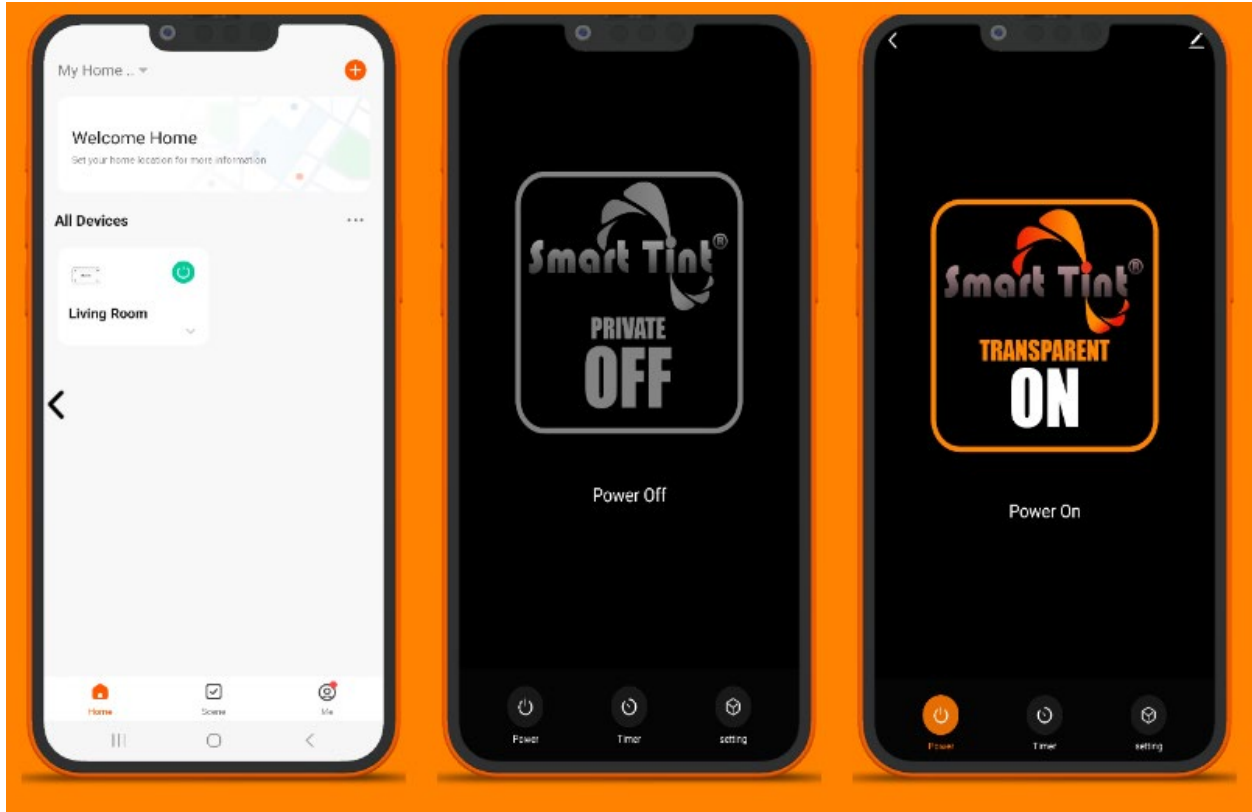 My Home ..
Welcome Home
Set your home location for more information
All Devices
Living Room
Home
Scene
Me
Smart Tint®
PRIVATE
OFF
Power Off
Power
Timer
setting
Smart Tint®
TRANSPARENT
ON
Power On
Power
Timer
setting